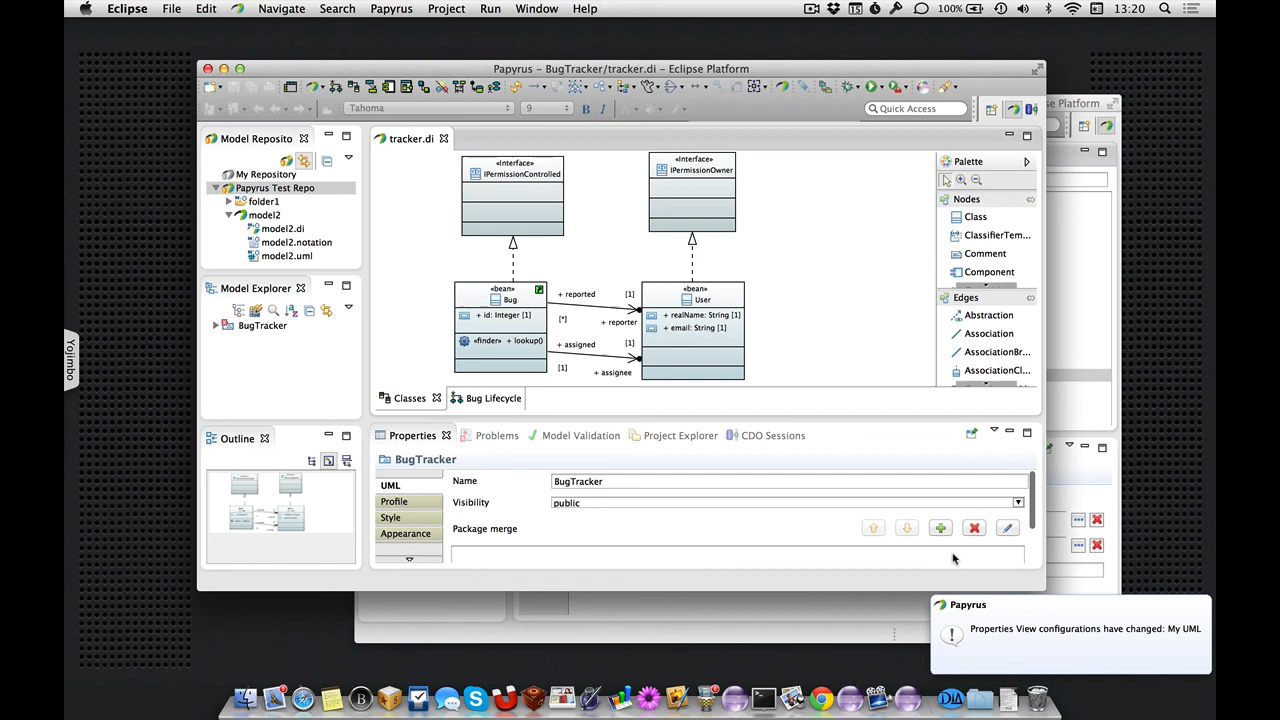 Eclipse File Edit Navigate Search Papyrus Project Run Window Help 100% 13:20
Papyrus – BugTracker/tracker.di – Eclipse Platform
Tahoma 9 B I Quick Access
e Platform
Model Reposito
My Repository
Papyrus Test Repo
folder1
model2
model2.di
model2.notation
model2.uml
Model Explorer
BugTracker
Outline
tracker.di
«Interface»
IPermissionControlled
«Interface»
IPermissionOwner
«bean»
Bug
+ id: Integer [1]
«finder» + lookup()
+ reported [1]
[*] + reporter
+ assigned [1]
[1] + assignee
«bean»
User
+ realName: String [1]
+ email: String [1]
Palette
Nodes
Class
ClassifierTem...
Comment
Component
Edges
Abstraction
Association
AssociationBr...
AssociationCl...
Classes Bug Lifecycle
Properties Problems Model Validation Project Explorer CDO Sessions
BugTracker
UML
Profile
Style
Appearance
Name BugTracker
Visibility public
Package merge
Papyrus
Properties View configurations have changed: My UML
Yojimbo
DIA